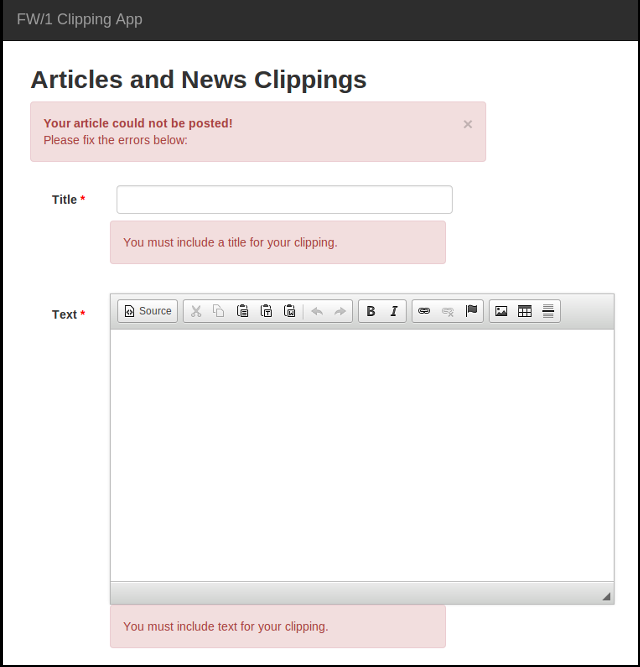 FW/1 Clipping App
Articles and News Clippings
Your article could not be posted!
×
Please fix the errors below:
Title *
You must include a title for your clipping.
Text *
Source
B I
You must include text for your clipping.